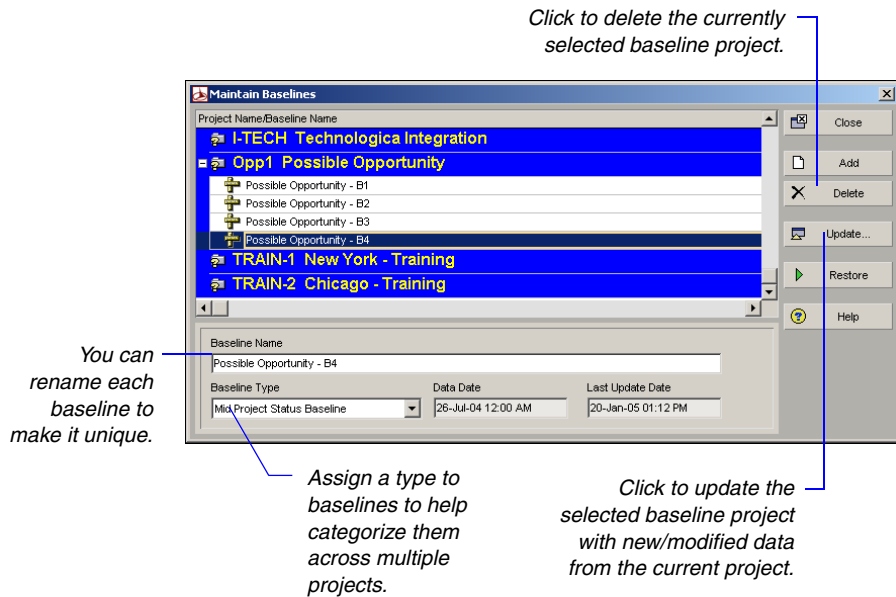 Click to delete the currently
selected baseline project.
Maintain Baselines
Project Name/Baseline Name
I-TECH Technologica Integration
Opp1 Possible Opportunity
Possible Opportunity - B1
Possible Opportunity - B2
Possible Opportunity - B3
Possible Opportunity - B4
TRAIN-1 New York - Training
TRAIN-2 Chicago - Training
Close
Add
Delete
Update...
Restore
Help
Baseline Name
Possible Opportunity - B4
Baseline Type
Data Date
Last Update Date
Mid Project Status Baseline
26-Jul-04 12:00 AM
20-Jan-05 01:12 PM
You can
rename each
baseline to
make it unique.
Assign a type to
baselines to help
categorize them
across multiple
projects.
Click to update the
selected baseline project
with new/modified data
from the current project.